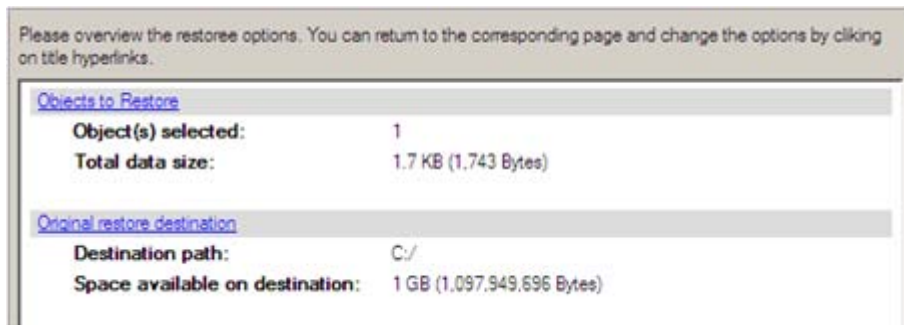 Please overview the restoree options. You can return to the corresponding page and change the options by cliking
on title hyperlinks.
Objects to Restore
Object(s) selected: 1
Total data size: 1.7 KB (1,743 Bytes)
Original restore destination
Destination path: C:/
Space available on destination: 1 GB (1,097,949,696 Bytes)